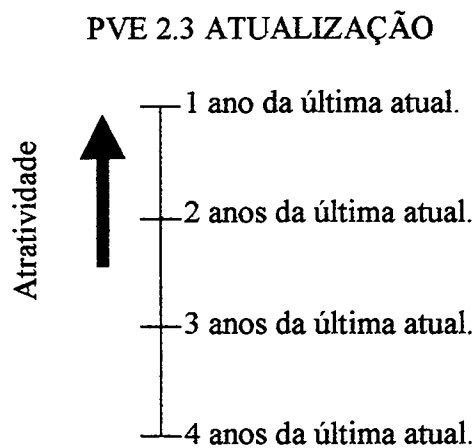 PVE 2.3 ATUALIZAÇÃO
1 ano da última atual.
Atratividade
2 anos da última atual.
3 anos da última atual.
4 anos da última atual.